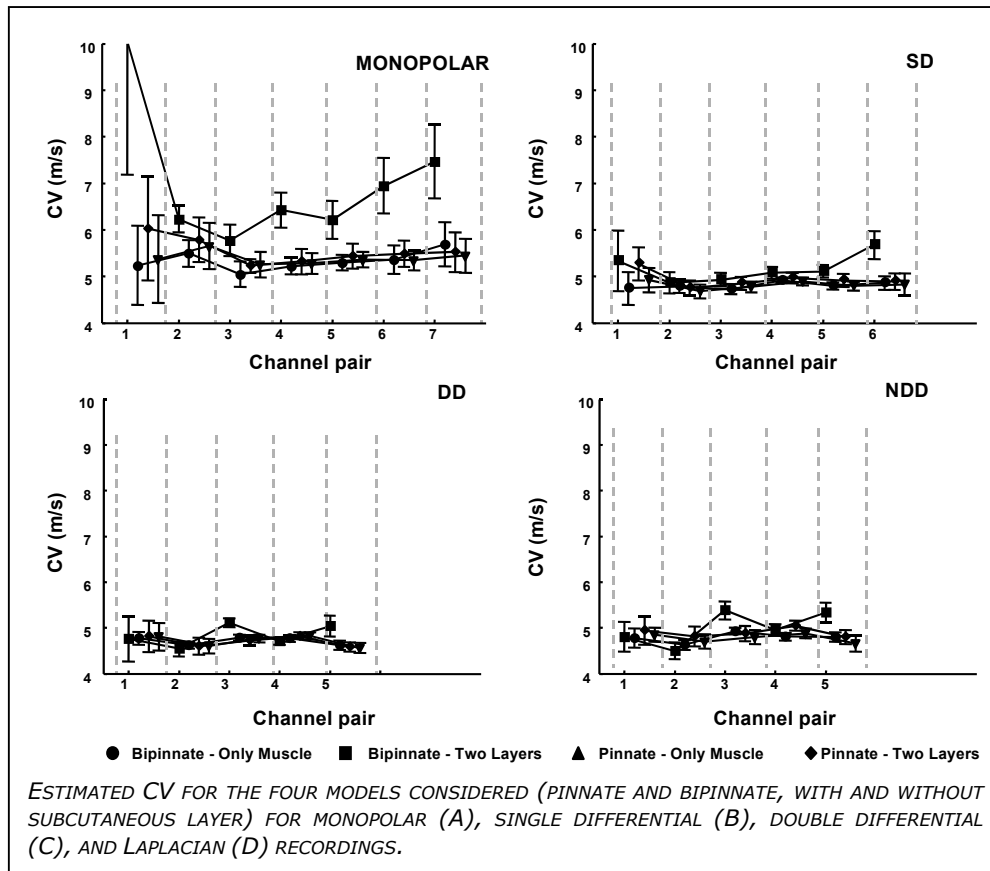 MONOPOLAR
10
9
8
7
6
5
4
CV (m/s)
1 2 3 4 5 6 7
Channel pair
SD
10
9
8
7
6
5
4
CV (m/s)
1 2 3 4 5 6
Channel pair
DD
10
9
8
7
6
5
4
CV (m/s)
1 2 3 4 5
Channel pair
NDD
10
9
8
7
6
5
4
CV (m/s)
1 2 3 4 5
Channel pair
Bipinnate - Only Muscle Bipinnate - Two Layers Pinnate - Only Muscle Pinnate - Two Layers
ESTIMATED CV FOR THE FOUR MODELS CONSIDERED (PINNATE AND BIPINNATE, WITH AND WITHOUT
SUBCUTANEOUS LAYER) FOR MONOPOLAR (A), SINGLE DIFFERENTIAL (B), DOUBLE DIFFERENTIAL
(C), AND LAPLACIAN (D) RECORDINGS.